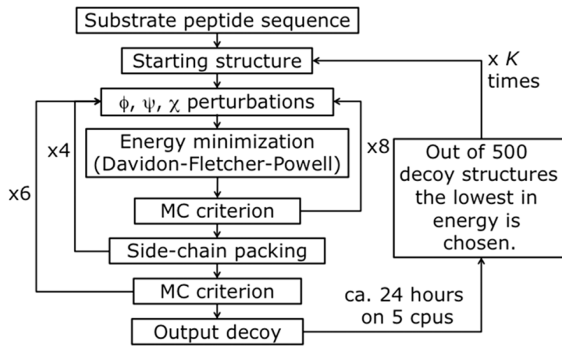 Substrate peptide sequence
Starting structure
x K
times
ϕ, ψ, χ perturbations
x4
x8
Energy minimization
(Davidon-Fletcher-Powell)
x6
Out of 500
decoy structures
the lowest in
energy is
chosen.
MC criterion
Side-chain packing
MC criterion
ca. 24 hours
on 5 cpus
Output decoy